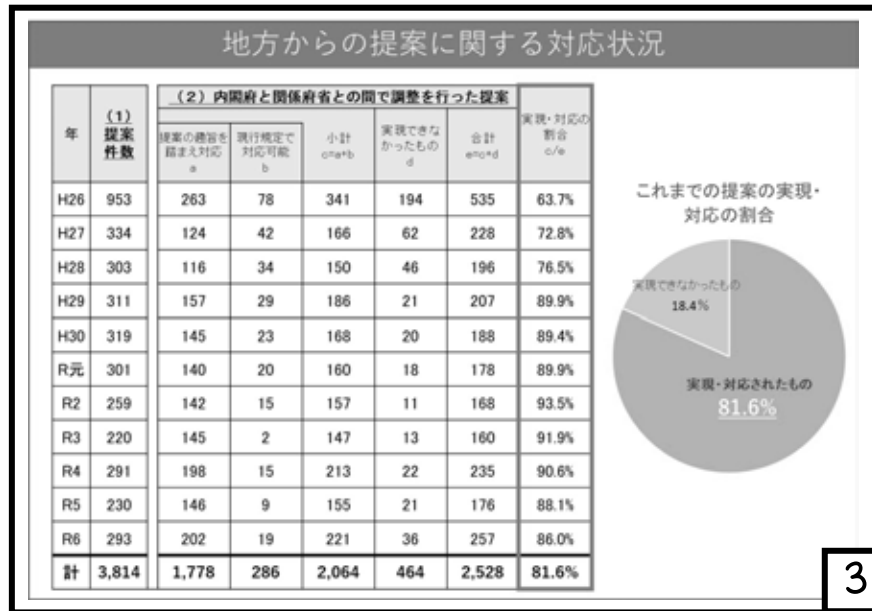 地方からの提案に関する対応状況
年
(1)
提案
件数
(2) 内閣府と関係府省との間で調整を行った提案
提案の趣旨を
踏まえ対応
a
現行規定で
対応可能
b
小計
c=a+b
実現できな
かったもの
d
合計
e=c+d
実現・対応の
割合
c/e
H26 953 263 78 341 194 535 63.7%
H27 334 124 42 166 62 228 72.8%
H28 303 116 34 150 46 196 76.5%
H29 311 157 29 186 21 207 89.9%
H30 319 145 23 168 20 188 89.4%
R元 301 140 20 160 18 178 89.9%
R2 259 142 15 157 11 168 93.5%
R3 220 145 2 147 13 160 91.9%
R4 291 198 15 213 22 235 90.6%
R5 230 146 9 155 21 176 88.1%
R6 293 202 19 221 36 257 86.0%
計 3,814 1,778 286 2,064 464 2,528 81.6%
これまでの提案の実現・
対応の割合
実現できなかったもの
18.4%
実現・対応されたもの
81.6%
3